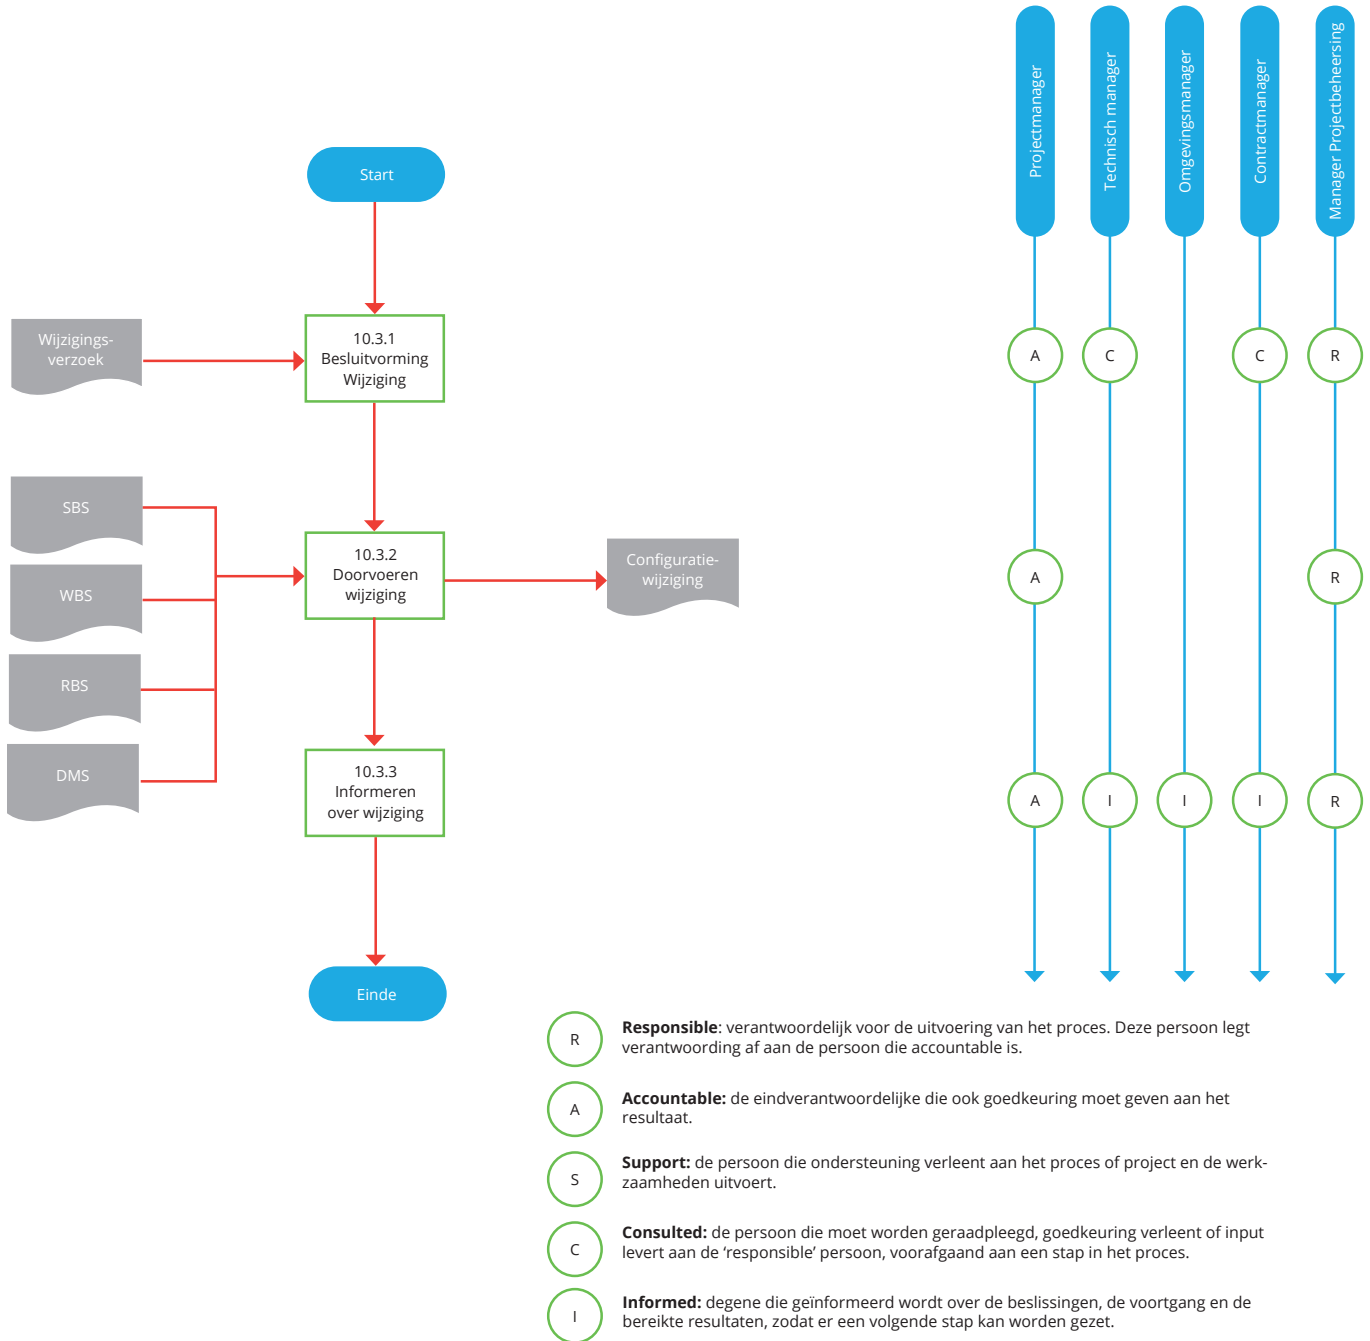 Projectmanager
Technisch manager
Omgevingsmanager
Contractmanager
Manager Projectbeheersing
Start
Wijzigings-
verzoek
10.3.1
Besluitvorming
Wijziging
A
C
C
R
SBS
WBS
RBS
DMS
10.3.2
Doorvoeren
wijziging
Configuratie-
wijziging
A
R
10.3.3
Informeren
over wijziging
A
I
I
I
R
Einde
R
Responsible: verantwoordelijk voor de uitvoering van het proces. Deze persoon legt
verantwoording af aan de persoon die accountable is.
A
Accountable: de eindverantwoordelijke die ook goedkeuring moet geven aan het
resultaat.
S
Support: de persoon die ondersteuning verleent aan het proces of project en de werk-
zaamheden uitvoert.
C
Consulted: de persoon die moet worden geraadpleegd, goedkeuring verleent of input
levert aan de ‘responsible’ persoon, voorafgaand aan een stap in het proces.
I
Informed: degene die geïnformeerd wordt over de beslissingen, de voortgang en de
bereikte resultaten, zodat er een volgende stap kan worden gezet.